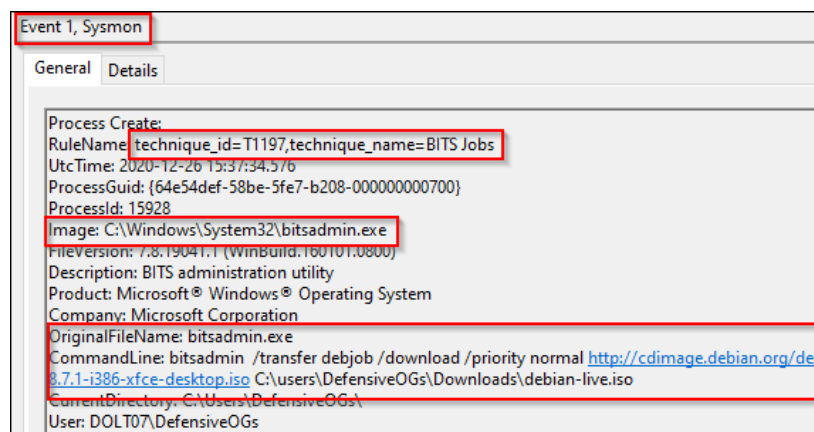 Event 1, Sysmon
General Details
Process Create:
RuleName: technique_id=T1197,technique_name=BITS Jobs
UtcTime: 2020-12-26 15:37:34.576
ProcessGuid: {64e54def-58be-5fe7-b208-000000000700}
ProcessId: 15928
Image: C:\Windows\System32\bitsadmin.exe
FileVersion: 7.8.19041.1 (WinBuild.160101.0800)
Description: BITS administration utility
Product: Microsoft® Windows® Operating System
Company: Microsoft Corporation
OriginalFileName: bitsadmin.exe
CommandLine: bitsadmin  /transfer debjob /download /priority normal http://cdimage.debian.org/de
8.7.1-i386-xfce-desktop.iso C:\users\DefensiveOGs\Downloads\debian-live.iso
CurrentDirectory: C:\Users\DefensiveOGs\
User: DOLT07\DefensiveOGs